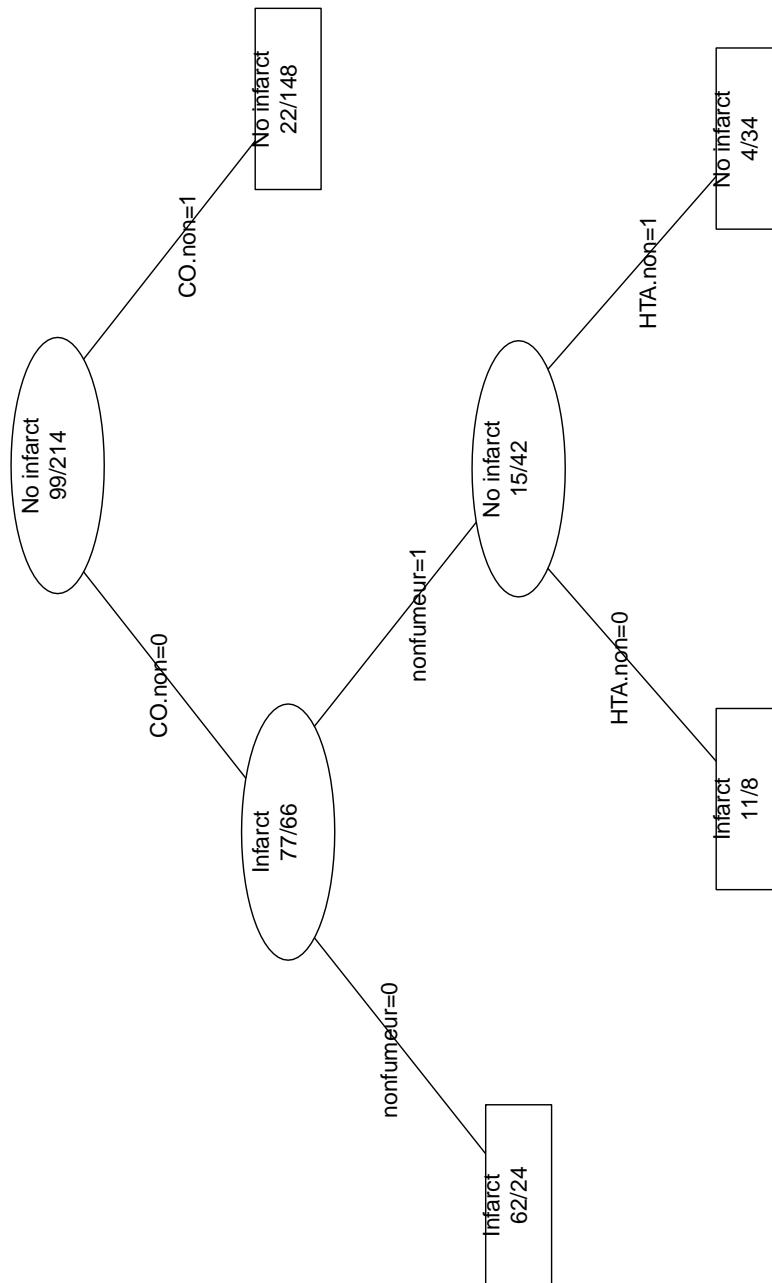 No infarct
99/214
CO.non=0
CO.non=1
Infarct
77/66
No infarct
22/148
nonfumeur=0
nonfumeur=1
Infarct
62/24
No infarct
15/42
HTA.non=0
HTA.non=1
Infarct
11/8
No infarct
4/34